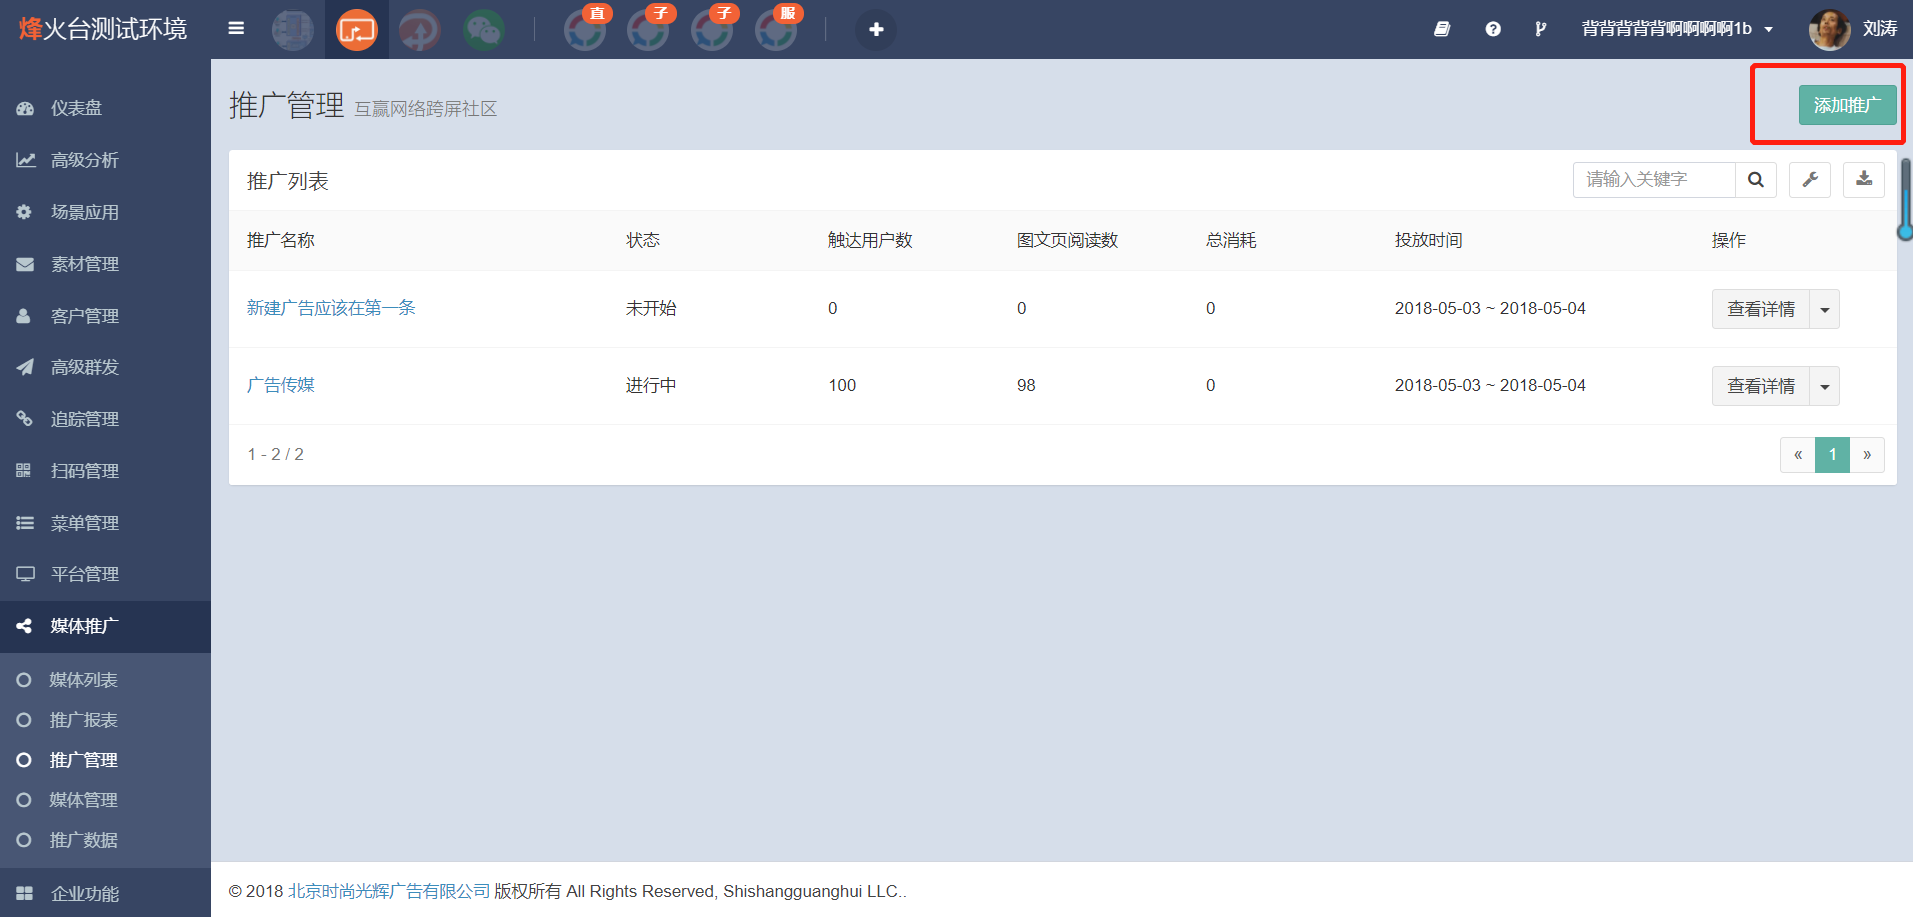 烽火台测试环境
直
子
子
服
背背背背背啊啊啊啊1b
刘涛
仪表盘
高级分析
场景应用
素材管理
客户管理
高级群发
追踪管理
扫码管理
菜单管理
平台管理
媒体推广
媒体列表
推广报表
推广管理
媒体管理
推广数据
企业功能
推广管理 互赢网络跨屏社区
添加推广
推广列表
请输入关键字
推广名称 状态 触达用户数 图文页阅读数 总消耗 投放时间 操作
新建广告应该在第一条 未开始 0 0 0 2018-05-03 ~ 2018-05-04 查看详情
广告传媒 进行中 100 98 0 2018-05-03 ~ 2018-05-04 查看详情
1 - 2 / 2
« 1 »
© 2018 北京时尚光辉广告有限公司 版权所有 All Rights Reserved, Shishangguanghui LLC..